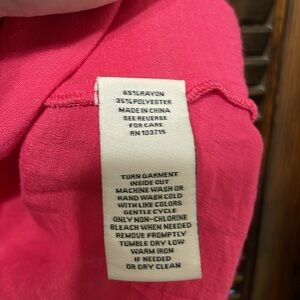 65%RAYON
35%POLYESTER
MADE IN CHINA
SEE REVERSE
FOR CARE
RN 103715
TURN GARMENT
INSIDE OUT
MACHINE WASH OR
HAND WASH COLD
WITH LIKE COLORS
GENTLE CYCLE
ONLY NON-CHLORINE
BLEACH WHEN NEEDED
REMOVE PROMPTLY
TUMBLE DRY LOW
WARM IRON
IF NEEDED
OR DRY CLEAN